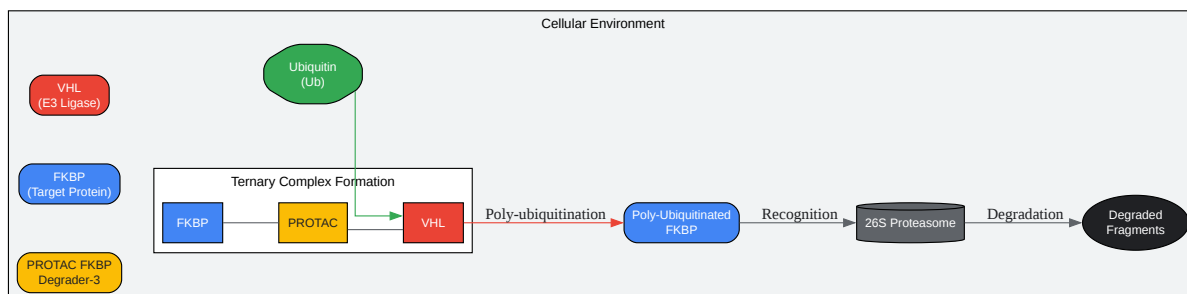 Cellular Environment
VHL
(E3 Ligase)
FKBP
(Target Protein)
PROTAC FKBP
Degrader-3
Ubiquitin
(Ub)
Ternary Complex Formation
FKBP
PROTAC
VHL
Poly-ubiquitination
Poly-Ubiquitinated
FKBP
Recognition
26S Proteasome
Degradation
Degraded
Fragments